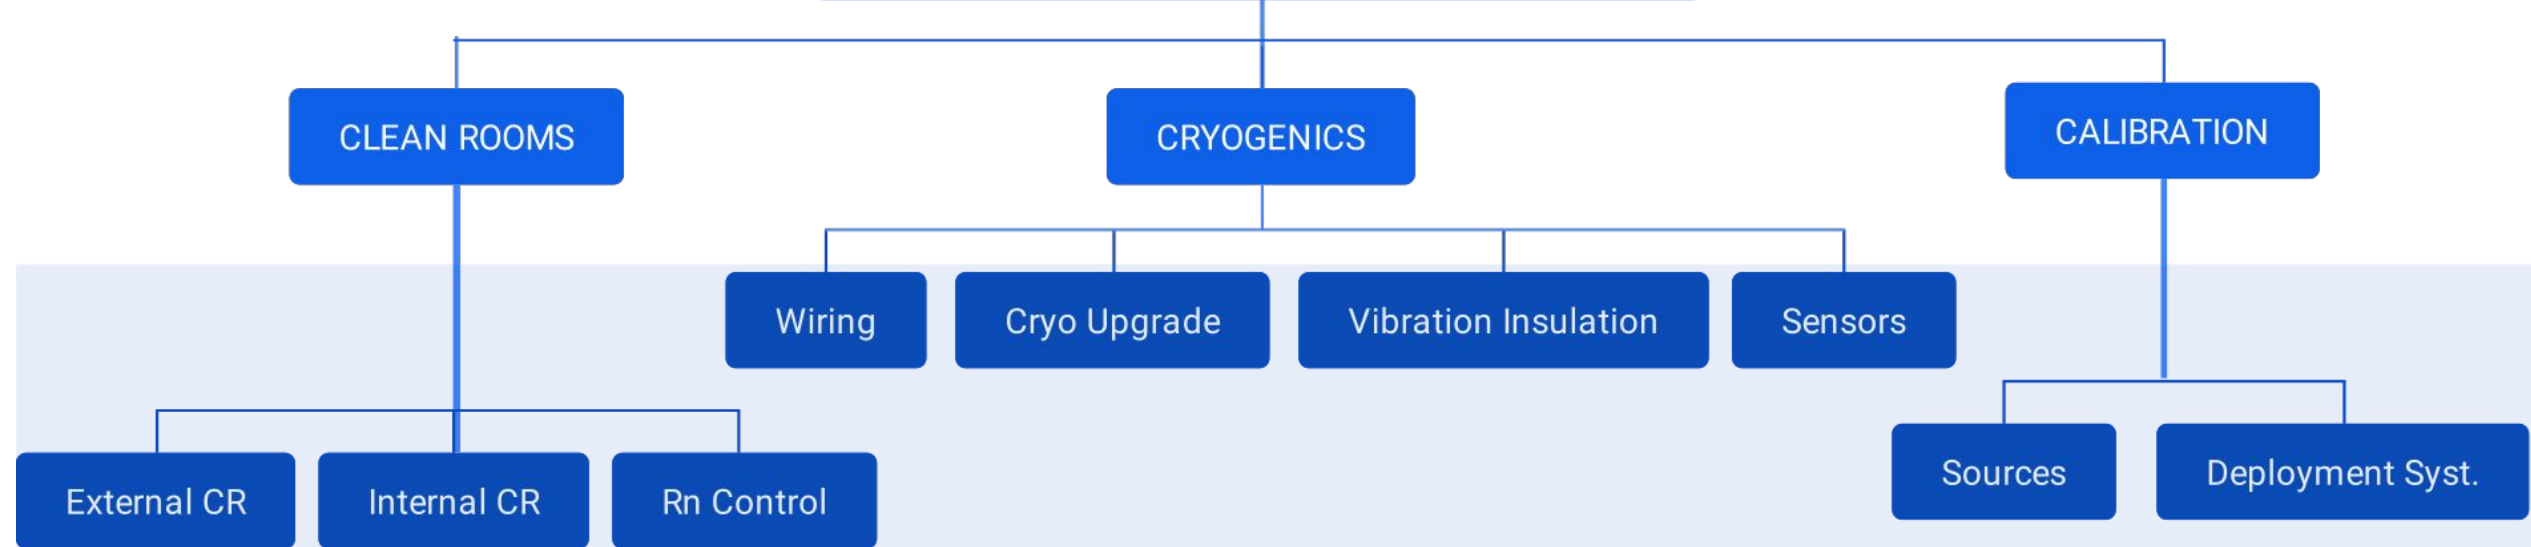 CLEAN ROOMS
CRYOGENICS
CALIBRATION
Wiring
Cryo Upgrade
Vibration Insulation
Sensors
External CR
Internal CR
Rn Control
Sources
Deployment Syst.